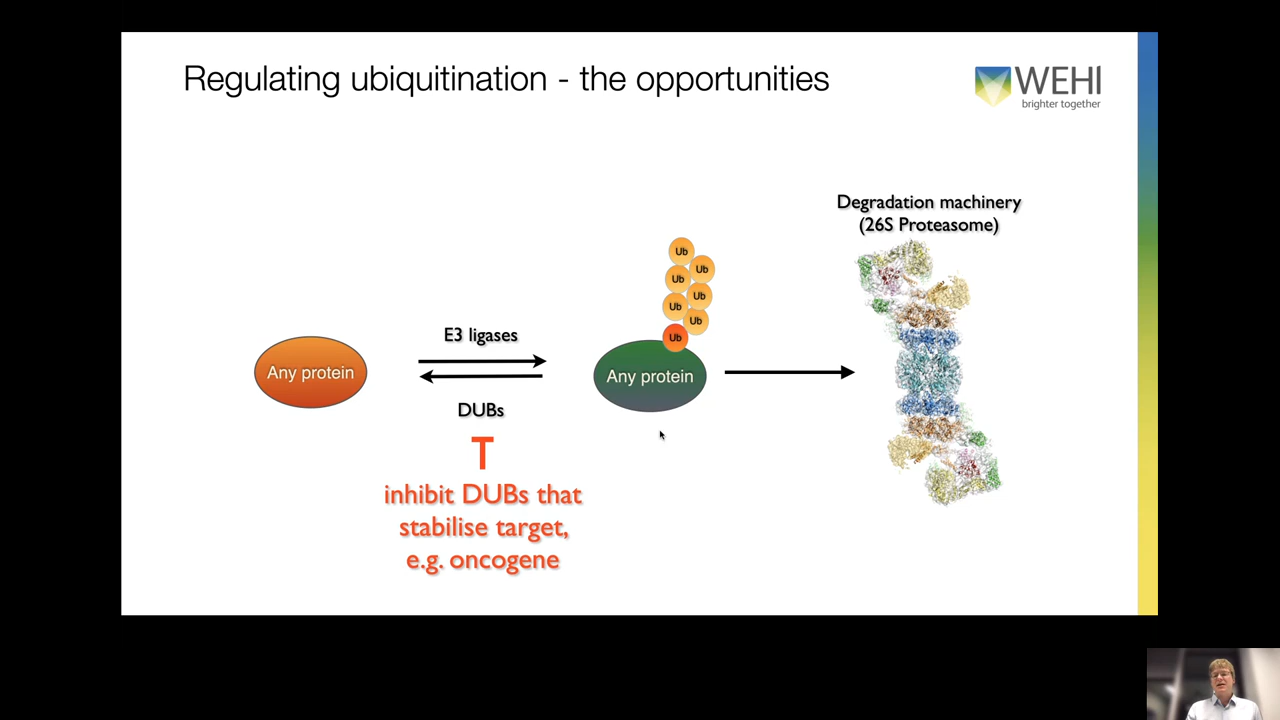 Regulating ubiquitination - the opportunities
WEHI
brighter together
Degradation machinery
(26S Proteasome)
Ub
Ub
Ub
Ub
Ub
Ub
Ub
E3 ligases
Any protein
Any protein
DUBs
inhibit DUBs that
stabilise target,
e.g. oncogene